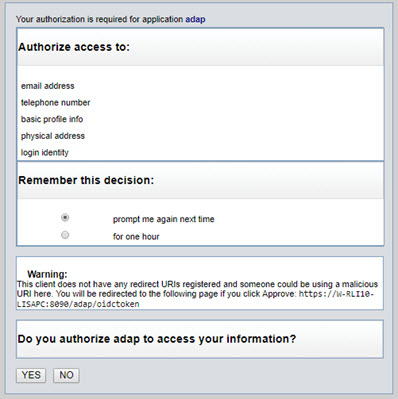 Your authorization is required for application adap
Authorize access to:
email address
telephone number
basic profile info
physical address
login identity
Remember this decision:
prompt me again next time
for one hour
Warning:
This client does not have any redirect URIs registered and someone could be using a malicious
URI here. You will be redirected to the following page if you click Approve: https://W-RLI10-
LISAPC:8090/adap/oidctoken
Do you authorize adap to access your information?
YES NO